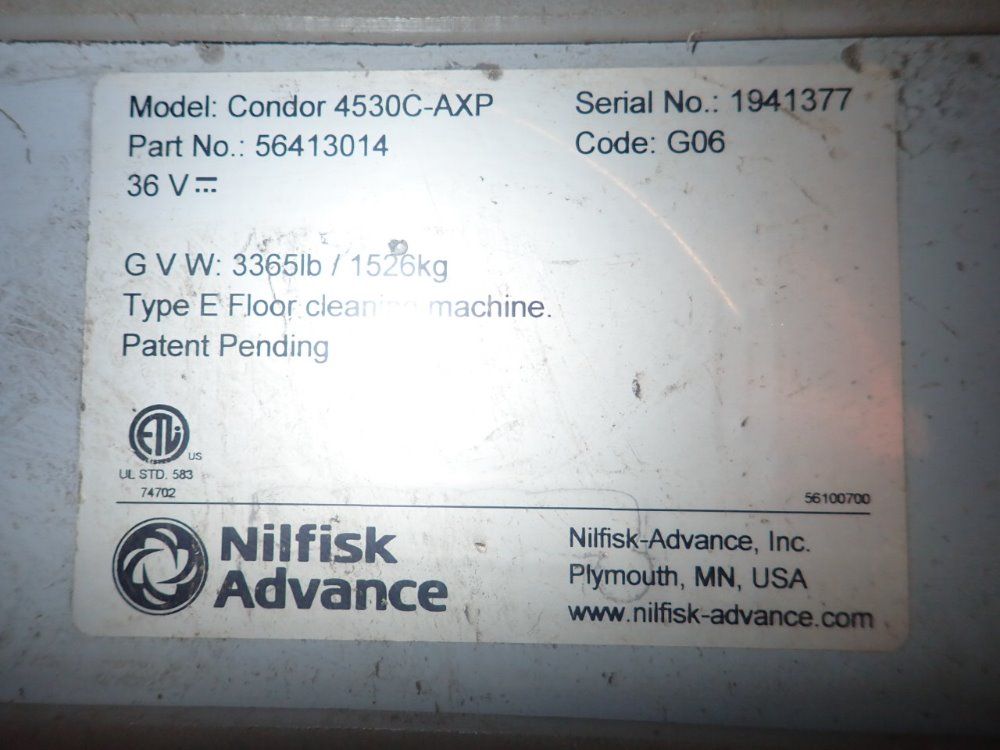 Model: Condor 4530C-AXP
Serial No.: 1941377
Part No.: 56413014
Code: G06
36 V ⎓
G V W: 3365lb / 1526kg
Type E Floor cleaning machine.
Patent Pending
ETL
US
UL STD. 583
74702
56100700
Nilfisk
Advance
Nilfisk-Advance, Inc.
Plymouth, MN, USA
www.nilfisk-advance.com